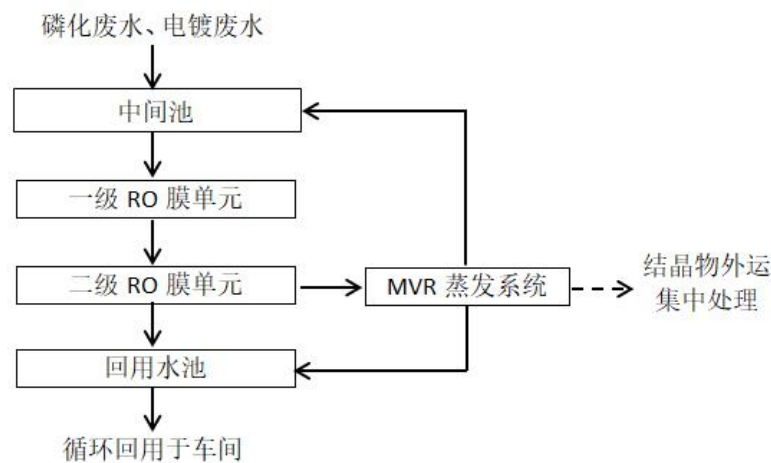 磷化废水、电镀废水
中间池
一级 RO 膜单元
二级 RO 膜单元
MVR 蒸发系统
结晶物外运
集中处理
回用水池
循环回用于车间